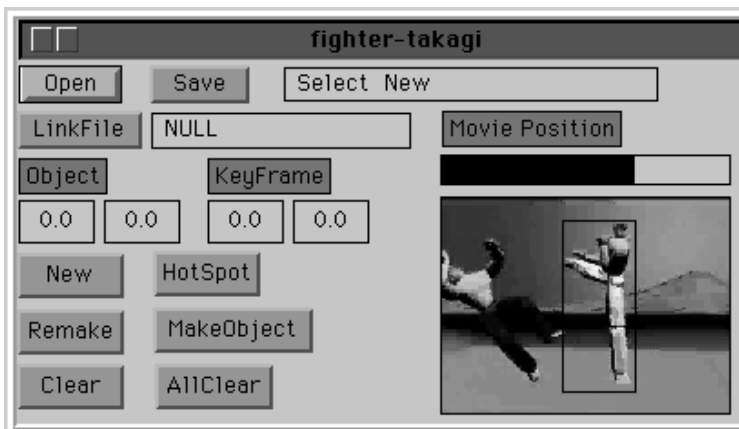 fighter-takagi
Open Save Select New
LinkFile NULL Movie Position
Object KeyFrame
0.0 0.0 0.0 0.0
New HotSpot
Remake MakeObject
Clear AllClear